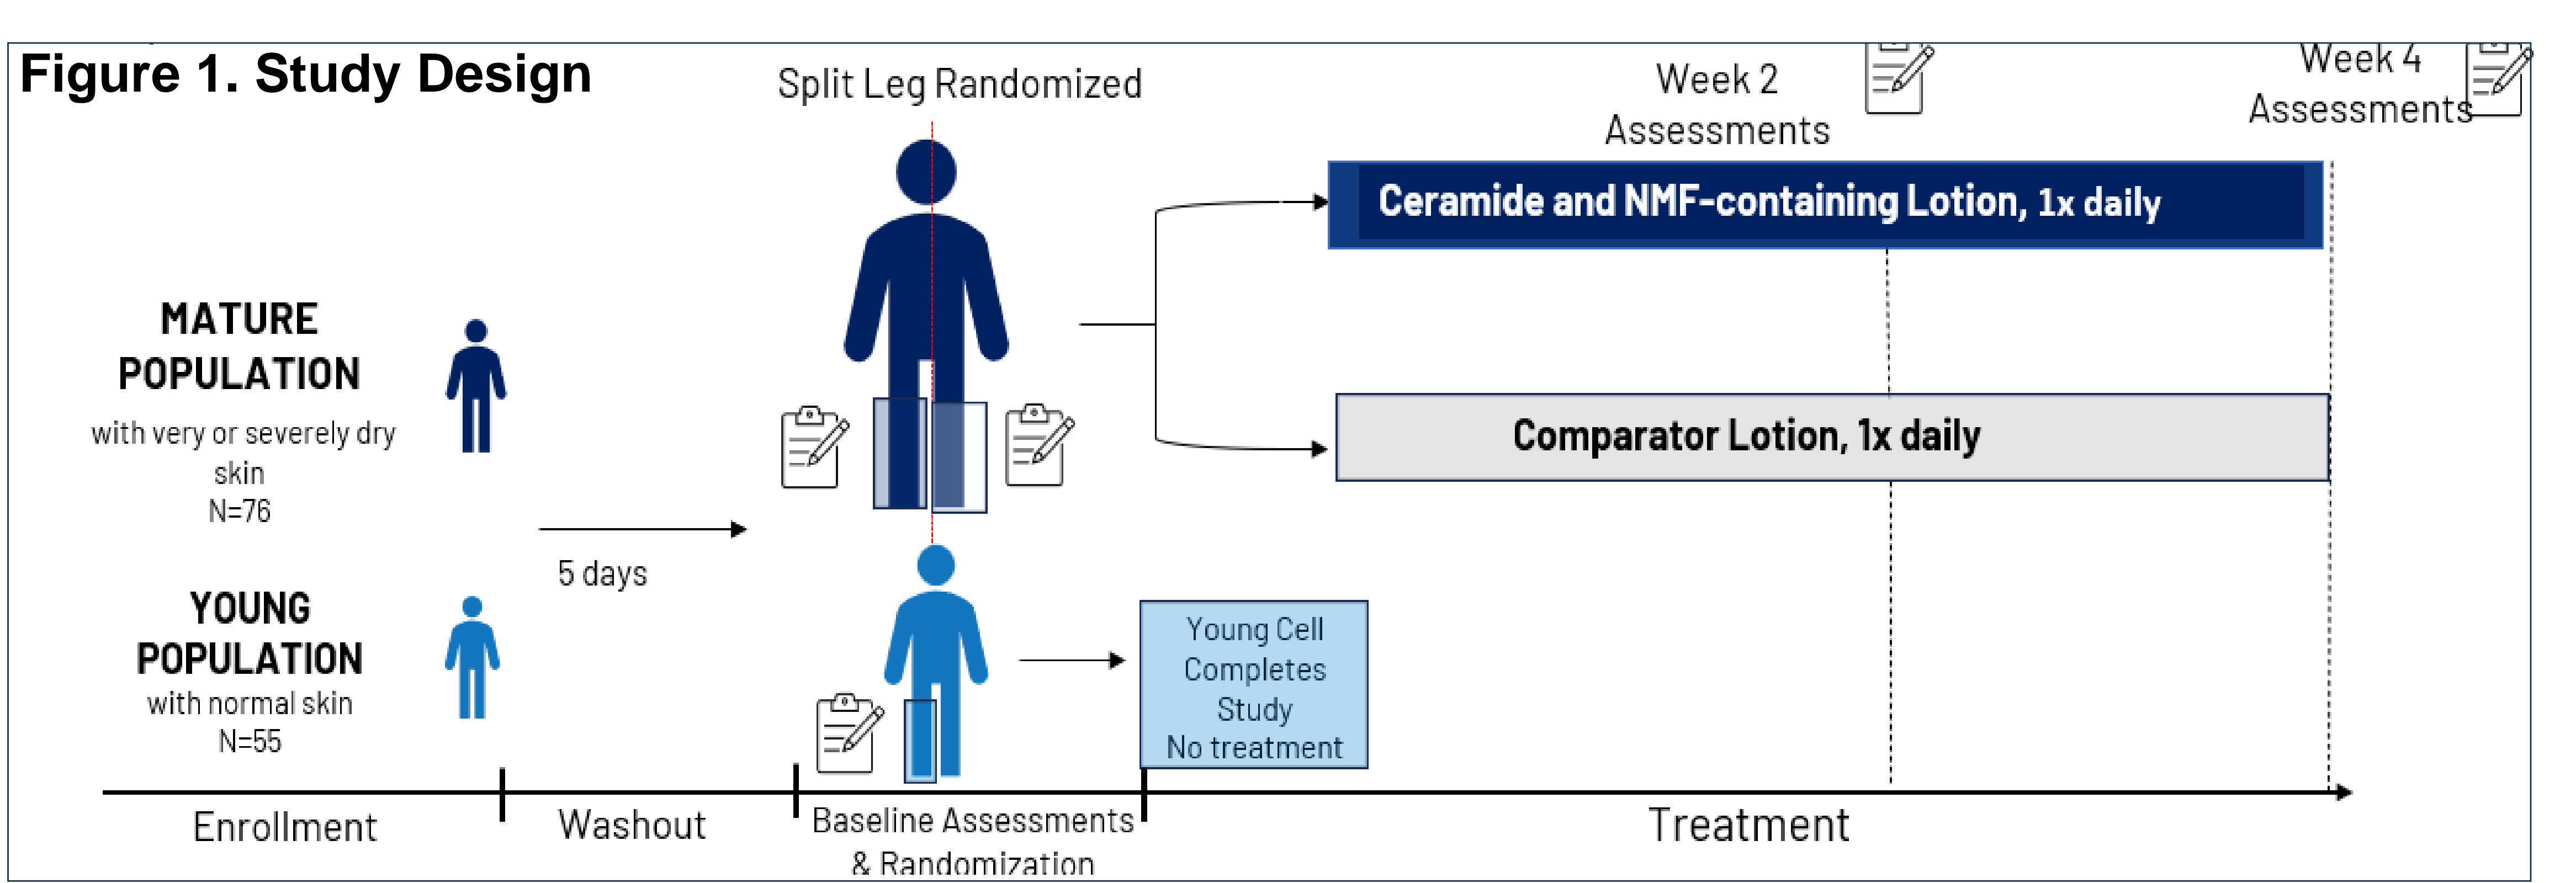 Figure 1. Study Design
Split Leg Randomized
Week 2
Assessments
Week 4
Assessments
Ceramide and NMF-containing Lotion, 1x daily
MATURE
POPULATION
with very or severely dry
skin
N=76
Comparator Lotion, 1x daily
5 days
YOUNG
POPULATION
with normal skin
N=55
Young Cell
Completes
Study
No treatment
Enrollment
Washout
Baseline Assessments
& Randomization
Treatment